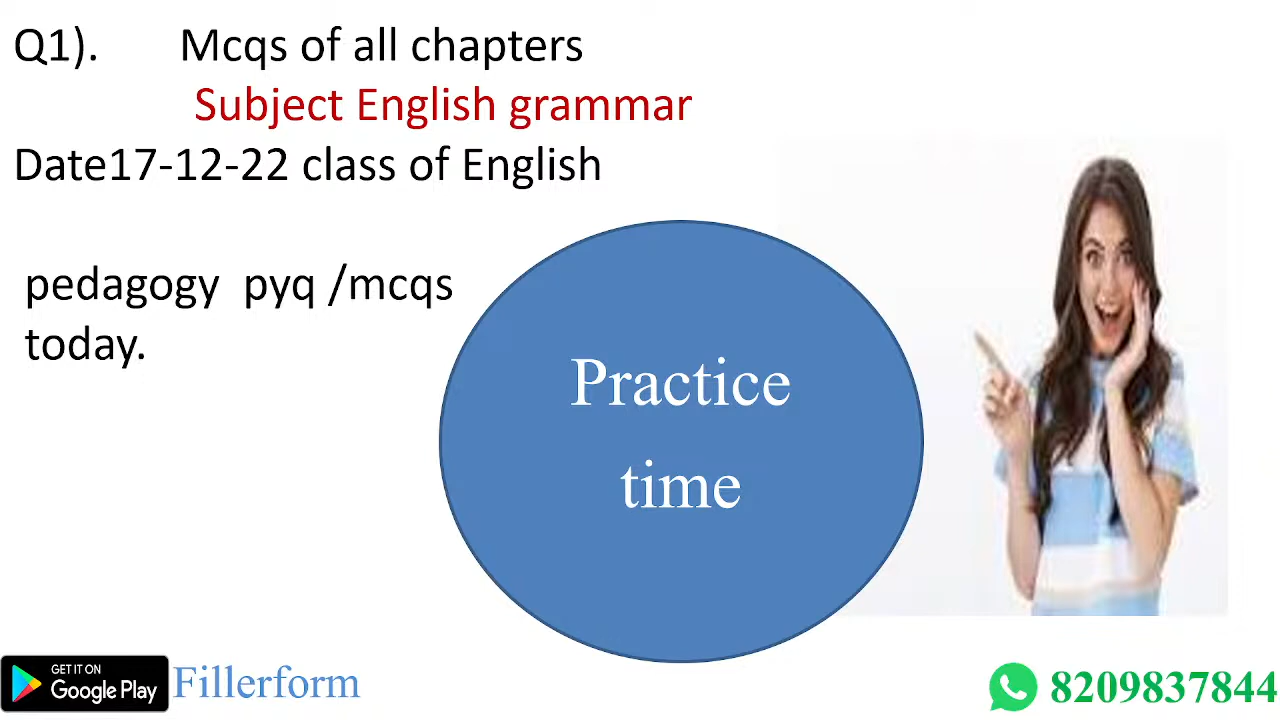 Q1). Mcqs of all chapters
Subject English grammar
Date17-12-22 class of English
pedagogy pyq /mcqs
today.
Practice
time
GET IT ON
Google Play
Fillerform
8209837844